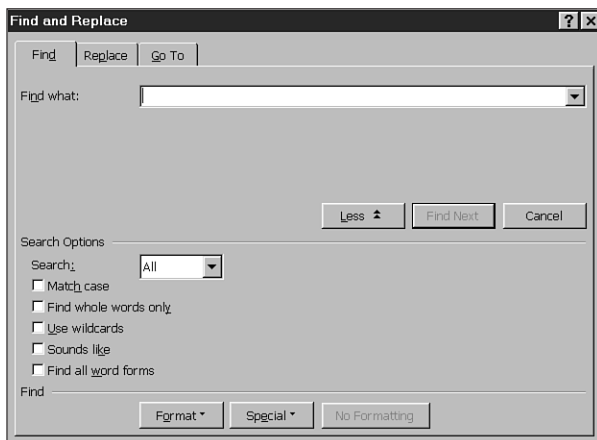 Find and Replace
Find Replace Go To
Find what:
Less Find Next Cancel
Search Options
Search: All
Match case
Find whole words only
Use wildcards
Sounds like
Find all word forms
Find
Format Special No Formatting